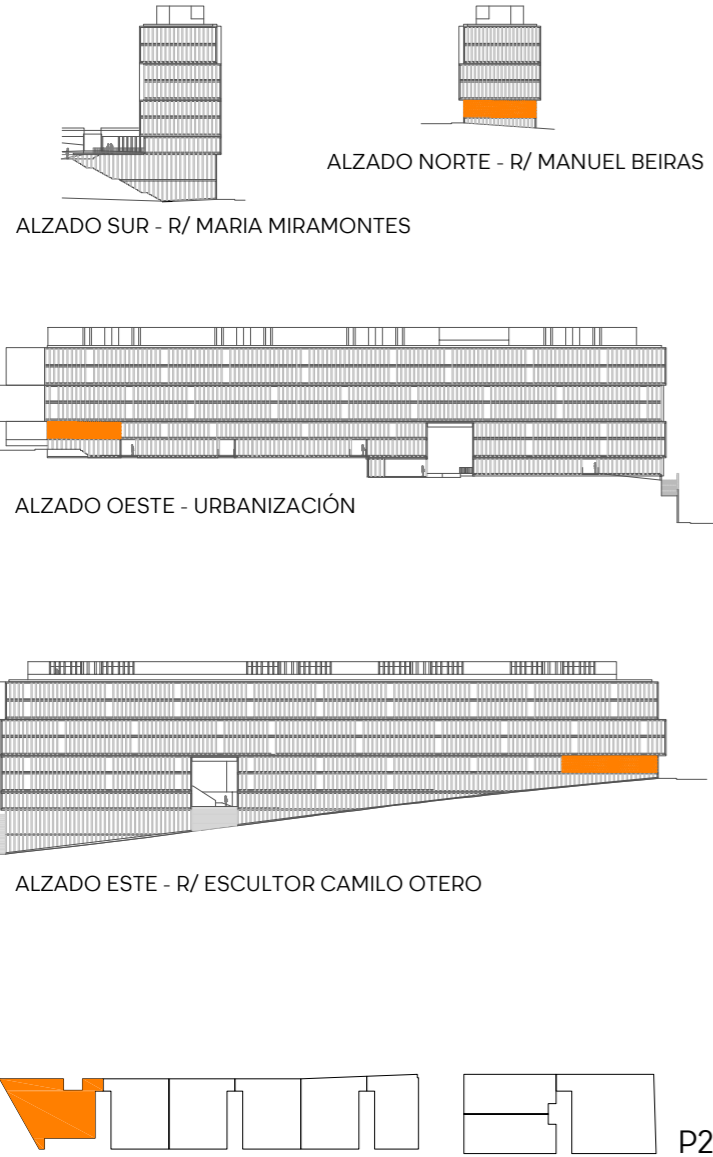 ALZADO NORTE - R/ MANUEL BEIRAS
ALZADO SUR - R/ MARIA MIRAMONTES
ALZADO OESTE - URBANIZACIÓN
ALZADO ESTE - R/ ESCULTOR CAMILO OTERO
P2